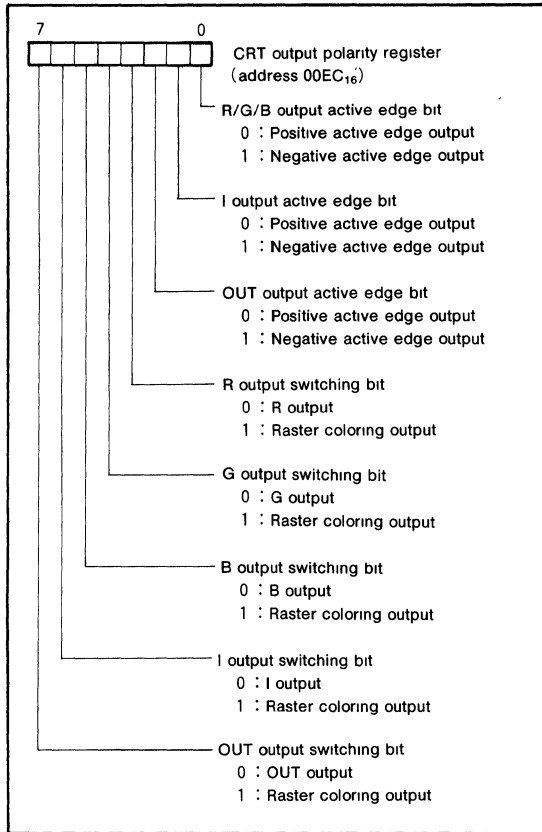 7 0
CRT output polarity register
(address 00EC₁₆)
R/G/B output active edge bit
0 : Positive active edge output
1 : Negative active edge output
I output active edge bit
0 : Positive active edge output
1 : Negative active edge output
OUT output active edge bit
0 : Positive active edge output
1 : Negative active edge output
R output switching bit
0 : R output
1 : Raster coloring output
G output switching bit
0 : G output
1 : Raster coloring output
B output switching bit
0 : B output
1 : Raster coloring output
I output switching bit
0 : I output
1 : Raster coloring output
OUT output switching bit
0 : OUT output
1 : Raster coloring output